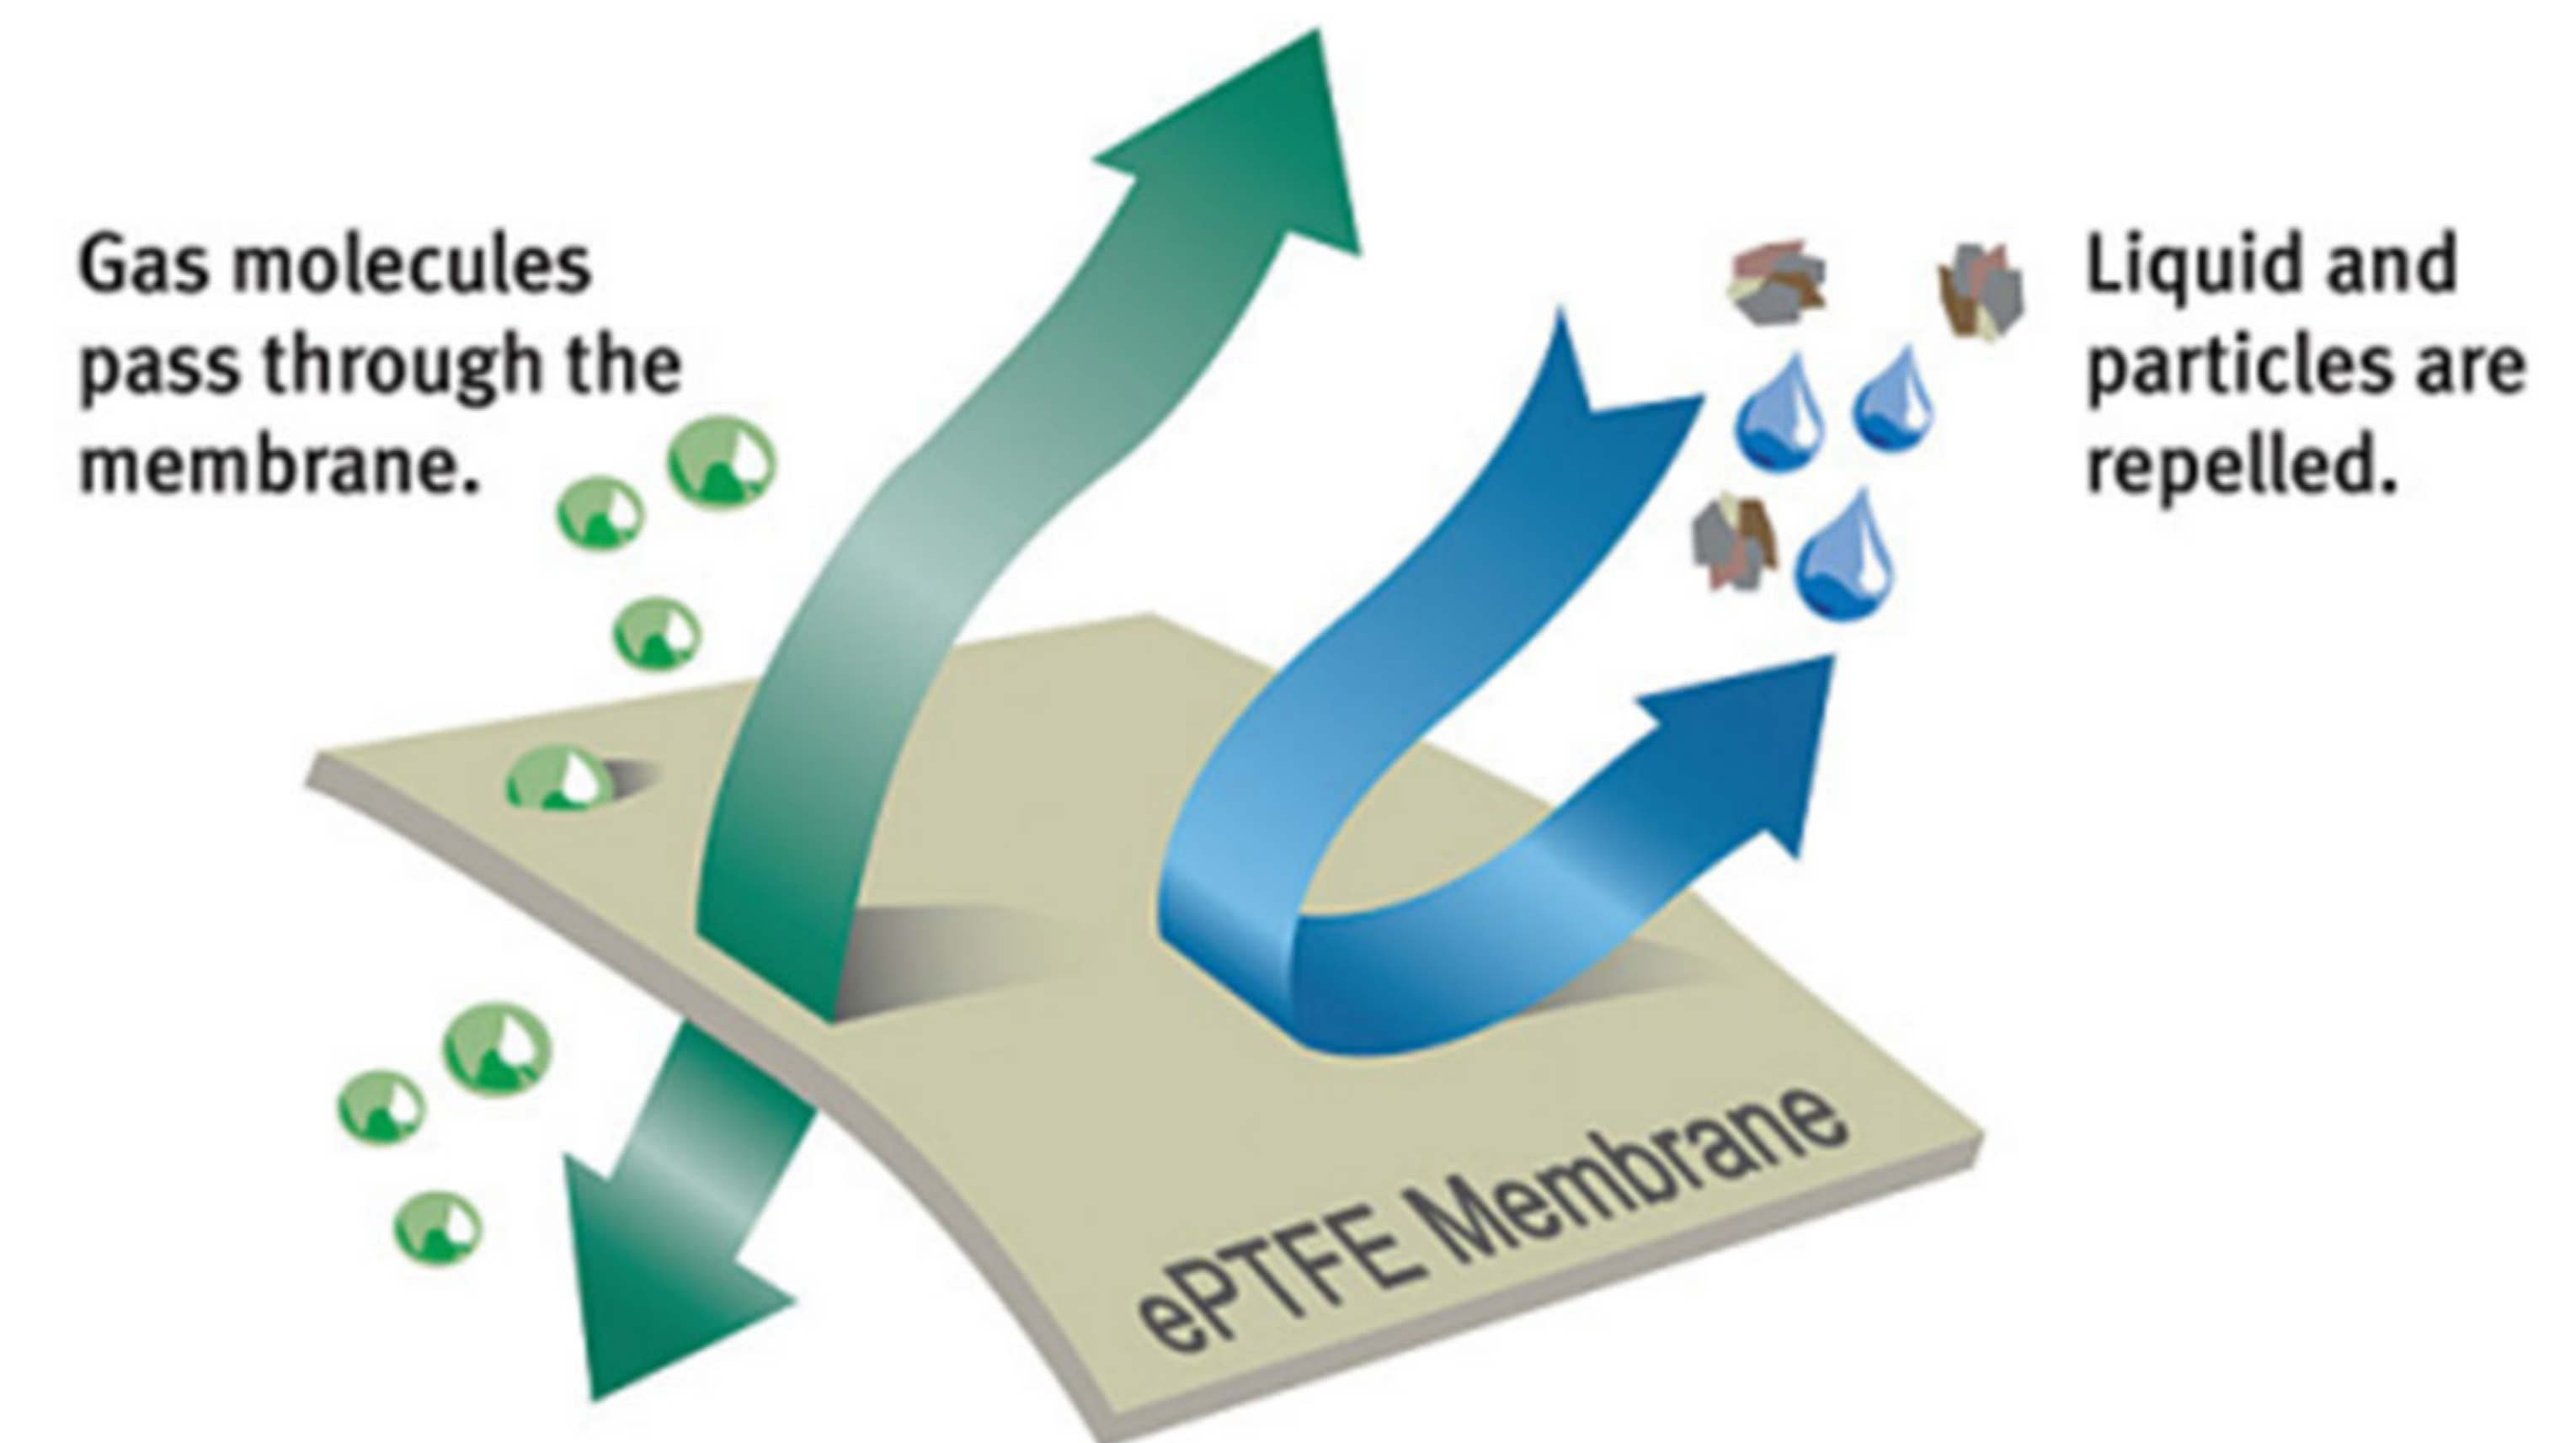 Gas molecules
pass through the
membrane.
Liquid and
particles are
repelled.
ePTFE Membrane